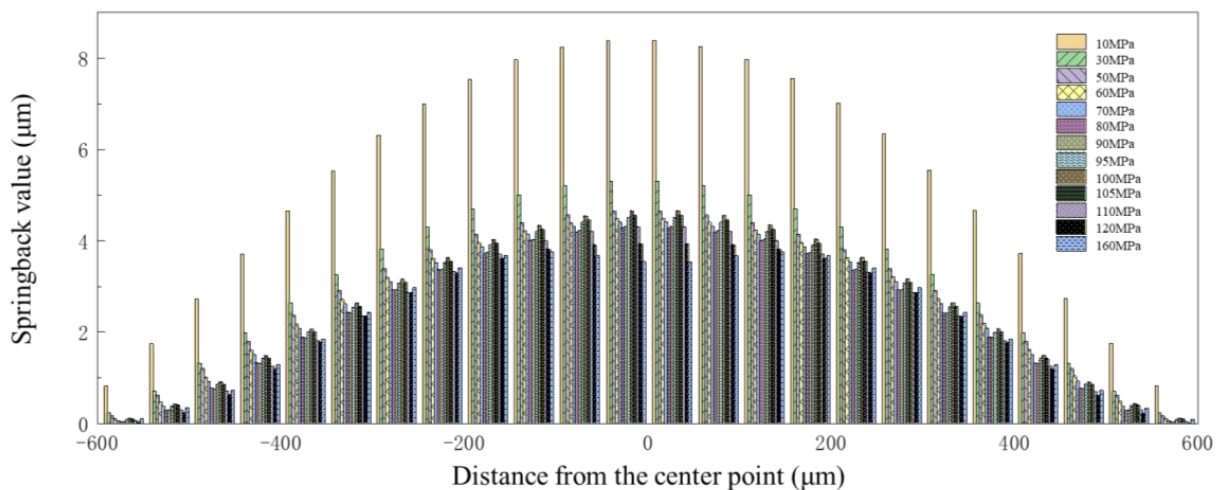 8
6
4
2
0
Springback value (μm)
-600
-400
-200
0
200
400
600
Distance from the center point (μm)
10MPa
30MPa
50MPa
60MPa
70MPa
80MPa
90MPa
95MPa
100MPa
105MPa
110MPa
120MPa
160MPa